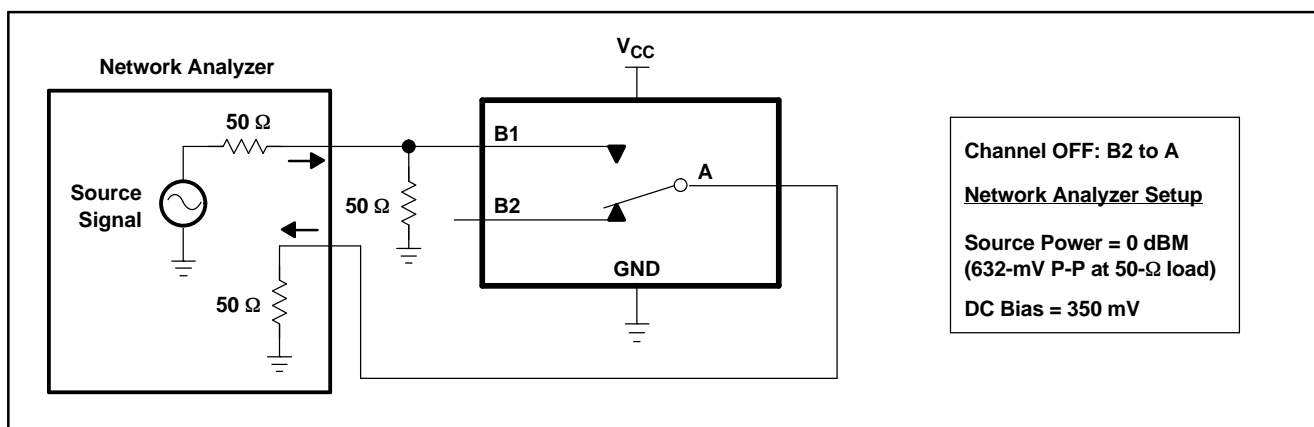 V_CC
Network Analyzer
50 Ω
B1
Source
Signal
50 Ω
B2
A
GND
50 Ω
Channel OFF: B2 to A
Network Analyzer Setup
Source Power = 0 dBM
(632-mV P-P at 50-Ω load)
DC Bias = 350 mV